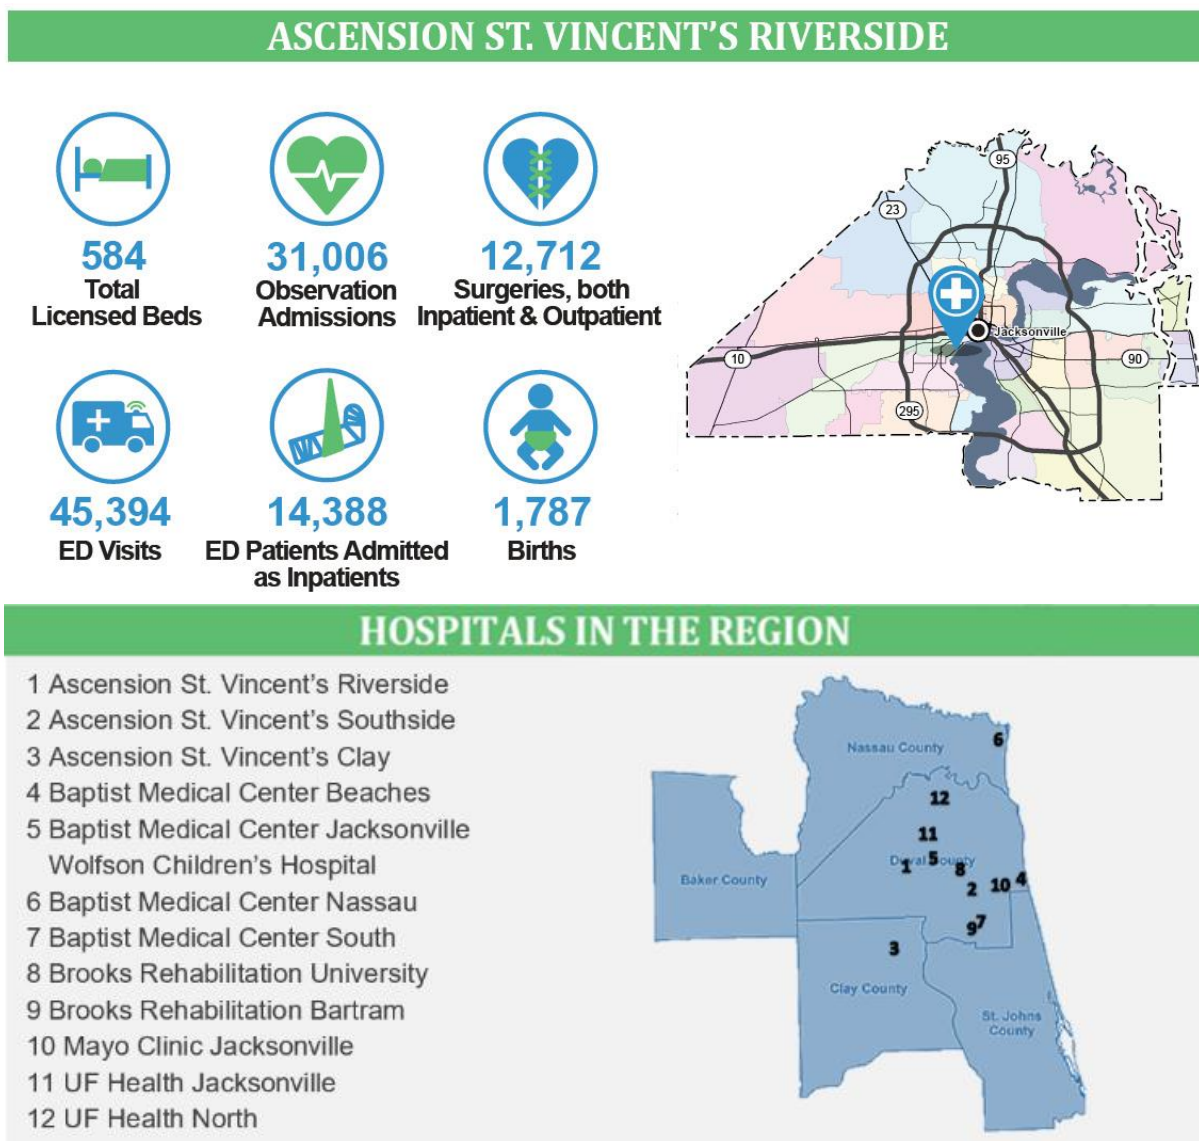 ASCENSION ST. VINCENT'S RIVERSIDE
584
Total
Licensed Beds
31,006
Observation
Admissions
12,712
Surgeries, both
Inpatient & Outpatient
45,394
ED Visits
14,388
ED Patients Admitted
as Inpatients
1,787
Births
95
23
Jacksonville
10
90
295
HOSPITALS IN THE REGION
1 Ascension St. Vincent's Riverside
2 Ascension St. Vincent's Southside
3 Ascension St. Vincent's Clay
4 Baptist Medical Center Beaches
5 Baptist Medical Center Jacksonville
Wolfson Children's Hospital
6 Baptist Medical Center Nassau
7 Baptist Medical Center South
8 Brooks Rehabilitation University
9 Brooks Rehabilitation Bartram
10 Mayo Clinic Jacksonville
11 UF Health Jacksonville
12 UF Health North
Nassau County
6
12
11
Duval County
5
1
8
Baker County
2
10
4
9
7
3
Clay County
St. Johns
County